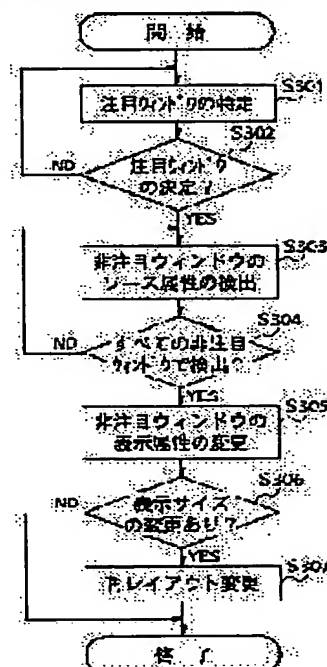 開 始
S301
注目ウィンドウの特定
S302
注目ウィンドウ
の決定?
NO
YES
S303
非注目ウィンドウの
ソース属性の検出
S304
すべての非注目
ウィンドウで検出?
NO
YES
S305
非注目ウィンドウの
表示属性の変更
S306
表示サイズ
の変更あり?
NO
YES
S307
レイアウト変更
終 了